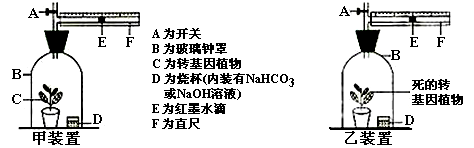 A
E
F
B
C
D
甲装置
A为开关
B为玻璃钟罩
C为转基因植物
D为烧杯(内装有NaHCO3
或NaOH溶液)
E为红墨水滴
F为直尺
A
E
F
B
死的转
基因植物
D
乙装置